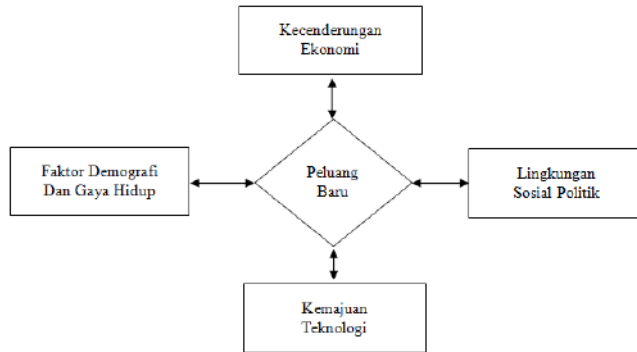 Kecenderungan
Ekonomi
Faktor Demografi
Dan Gaya Hidup
Peluang
Baru
Lingkungan
Sosial Politik
Kemajuan
Teknologi